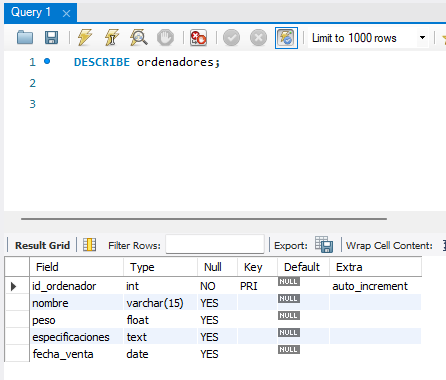 Query 1
Limit to 1000 rows
1 DESCRIBE ordenadores;
2
3
Result Grid Filter Rows: Export: Wrap Cell Content:
Field Type Null Key Default Extra
id_ordenador int NO PRI NULL auto_increment
nombre varchar(15) YES NULL
peso float YES NULL
especificaciones text YES NULL
fecha_venta date YES NULL